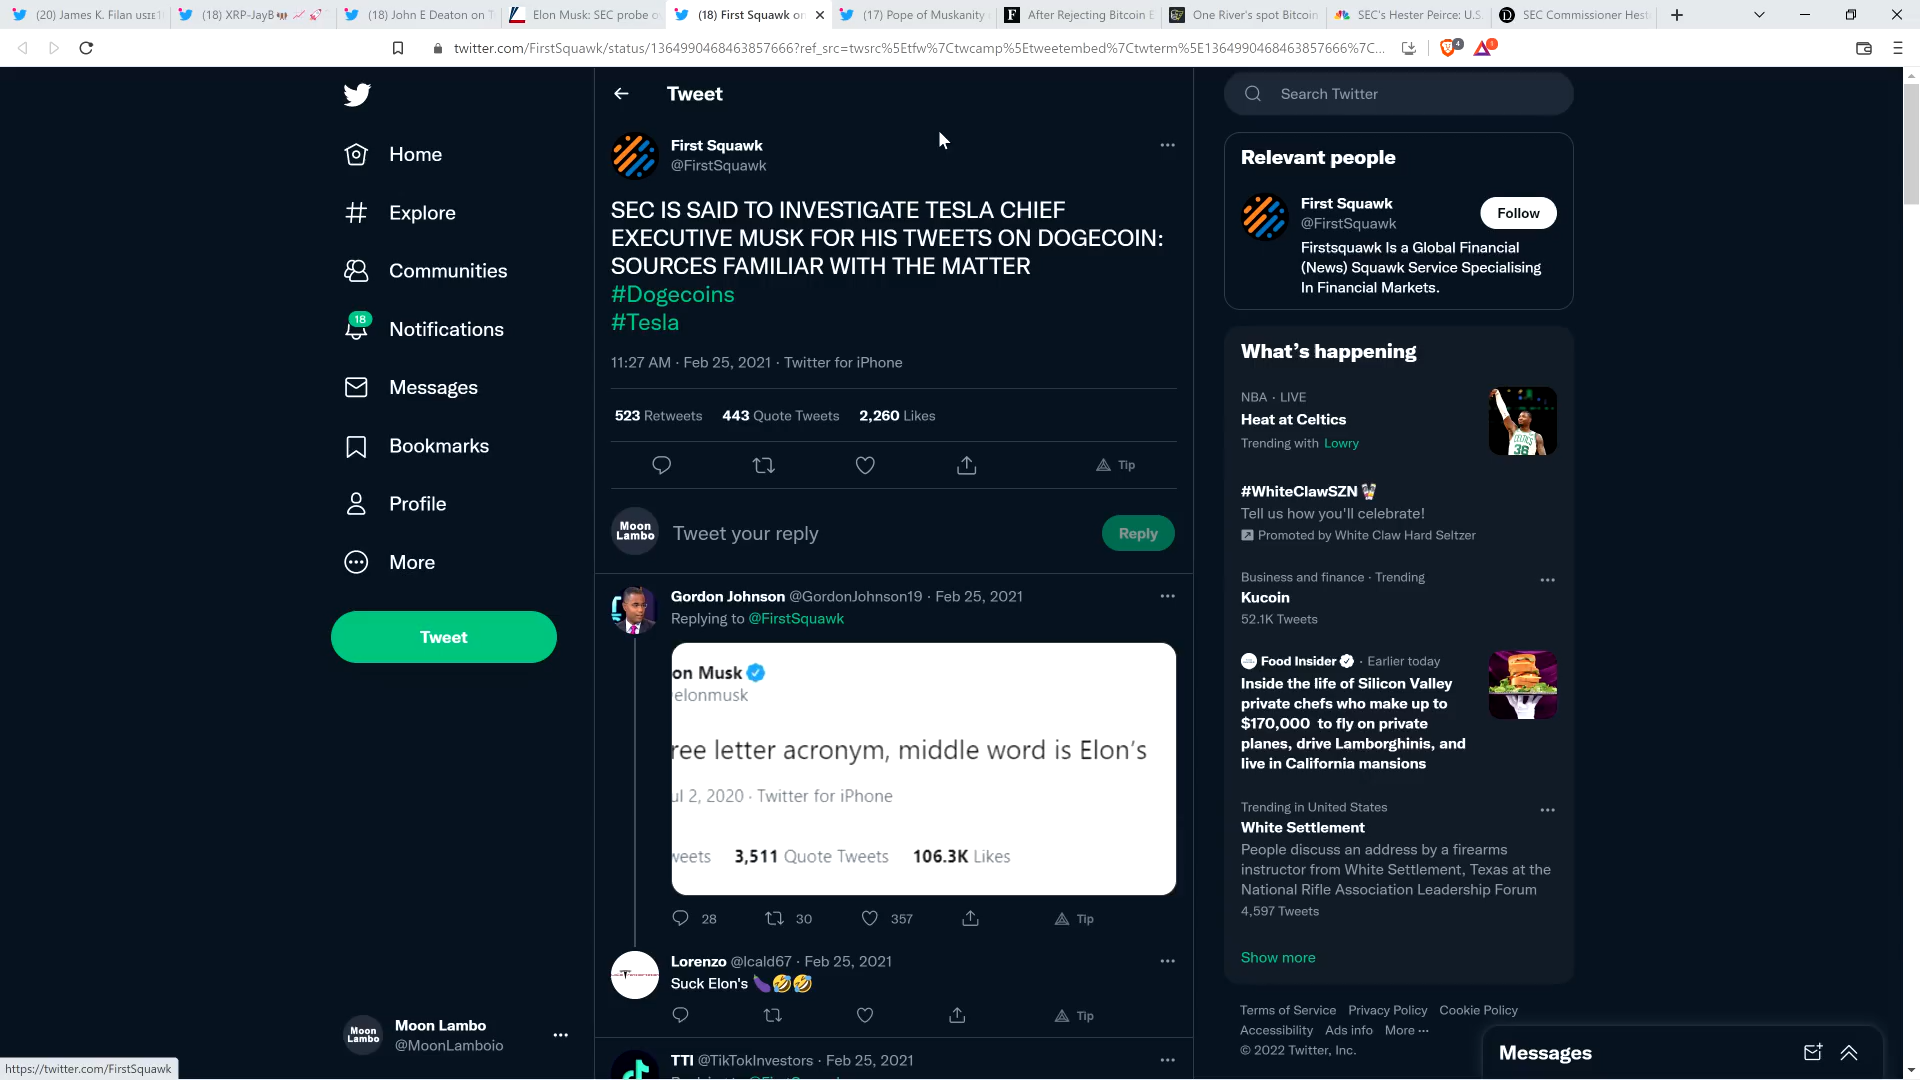 (20) James K. Filan
(18) XRP-JayB
(18) John E Deaton on T
Elon Musk: SEC probe o
(18) First Squawk on
(17) Pope of Muskanity
After Rejecting Bitcoin E
One River's spot Bitcoin
SEC's Hester Peirce: U.S.
SEC Commissioner Hest
twitter.com/FirstSquawk/status/1364990468463857666?ref_src=twsrc%5Etfw%7Ctwcamp%5Etweetembed%7Ctwterm%5E1364990468463857666%7C...
4
1
Home
Explore
Communities
18
Notifications
Messages
Bookmarks
Profile
More
Tweet
Moon Lambo
Moon Lambo
@MoonLamboio
https://twitter.com/FirstSquawk
Tweet
First Squawk
@FirstSquawk
SEC IS SAID TO INVESTIGATE TESLA CHIEF
EXECUTIVE MUSK FOR HIS TWEETS ON DOGECOIN:
SOURCES FAMILIAR WITH THE MATTER
#Dogecoins
#Tesla
11:27 AM · Feb 25, 2021 · Twitter for iPhone
523 Retweets 443 Quote Tweets 2,260 Likes
Tip
Moon Lambo
Tweet your reply
Reply
Gordon Johnson @GordonJohnson19 · Feb 25, 2021
Replying to @FirstSquawk
on Musk
elonmusk
ree letter acronym, middle word is Elon's
ul 2, 2020 · Twitter for iPhone
weets 3,511 Quote Tweets 106.3K Likes
28 30 357 Tip
Lorenzo @lcald67 · Feb 25, 2021
Suck Elon's 🍆🤣🤣
Tip
TTI @TikTokInvestors · Feb 25, 2021
Replying to @FirstSquawk
Search Twitter
Relevant people
First Squawk
@FirstSquawk
Follow
Firstsquawk Is a Global Financial
(News) Squawk Service Specialising
In Financial Markets.
What's happening
NBA · LIVE
Heat at Celtics
Trending with Lowry
CELTICS
36
#WhiteClawSZN
Tell us how you'll celebrate!
Promoted by White Claw Hard Seltzer
Business and finance · Trending
Kucoin
52.1K Tweets
Food Insider · Earlier today
Inside the life of Silicon Valley
private chefs who make up to
$170,000 to fly on private
planes, drive Lamborghinis, and
live in California mansions
Trending in United States
White Settlement
People discuss an address by a firearms
instructor from White Settlement, Texas at the
National Rifle Association Leadership Forum
4,597 Tweets
Show more
Terms of Service Privacy Policy Cookie Policy
Accessibility Ads info More ···
© 2022 Twitter, Inc.
Messages